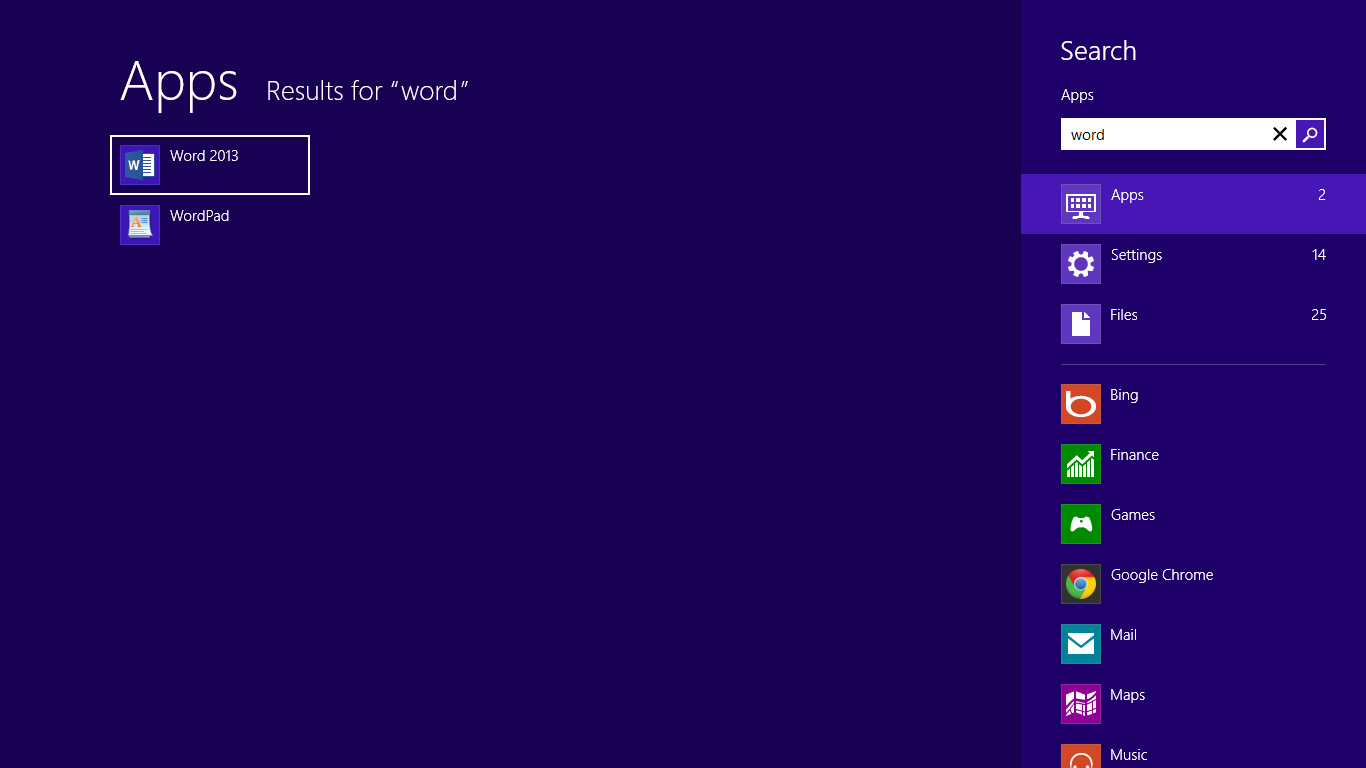 Apps Results for “word”
Word 2013
WordPad
Search
Apps
word
Apps 2
Settings 14
Files 25
Bing
Finance
Games
Google Chrome
Mail
Maps
Music